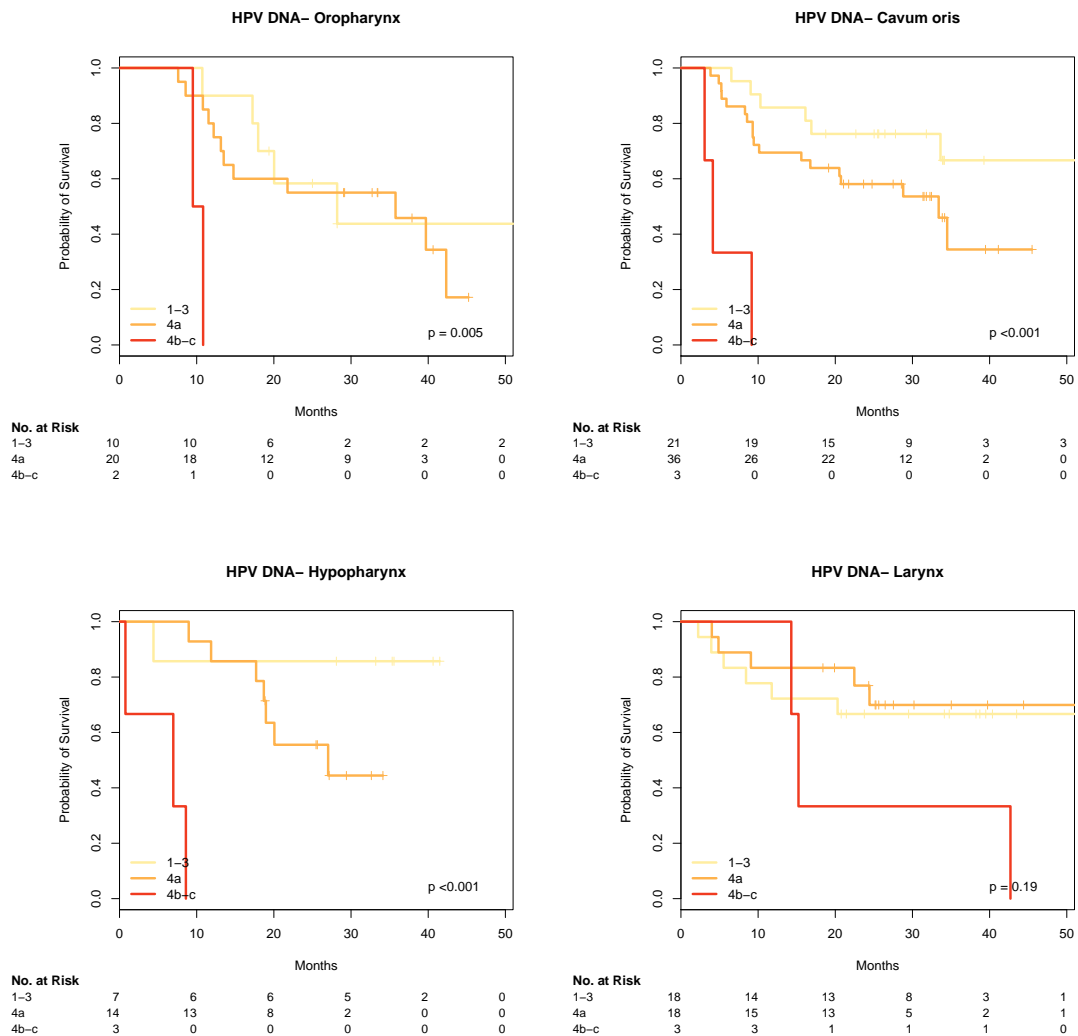 HPV DNA− Oropharynx
Probability of Survival
1.0
0.8
0.6
0.4
0.2
0.0
1−3
4a
4b−c
p = 0.005
0 10 20 30 40 50
Months
No. at Risk
1−3 10 10 6 2 2 2
4a 20 18 12 9 3 0
4b−c 2 1 0 0 0 0
HPV DNA− Cavum oris
Probability of Survival
1.0
0.8
0.6
0.4
0.2
0.0
1−3
4a
4b−c
p <0.001
0 10 20 30 40 50
Months
No. at Risk
1−3 21 19 15 9 3 3
4a 36 26 22 12 2 0
4b−c 3 0 0 0 0 0
HPV DNA− Hypopharynx
Probability of Survival
1.0
0.8
0.6
0.4
0.2
0.0
1−3
4a
4b−c
p <0.001
0 10 20 30 40 50
Months
No. at Risk
1−3 7 6 6 5 2 0
4a 14 13 8 2 0 0
4b−c 3 0 0 0 0 0
HPV DNA− Larynx
Probability of Survival
1.0
0.8
0.6
0.4
0.2
0.0
1−3
4a
4b−c
p = 0.19
0 10 20 30 40 50
Months
No. at Risk
1−3 18 14 13 8 3 1
4a 18 15 13 5 2 1
4b−c 3 3 1 1 1 0